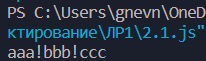 PS C:\Users\gnevn\OneD
ктирование\ЛР1\2.1.js"
aaa!bbb!ccc